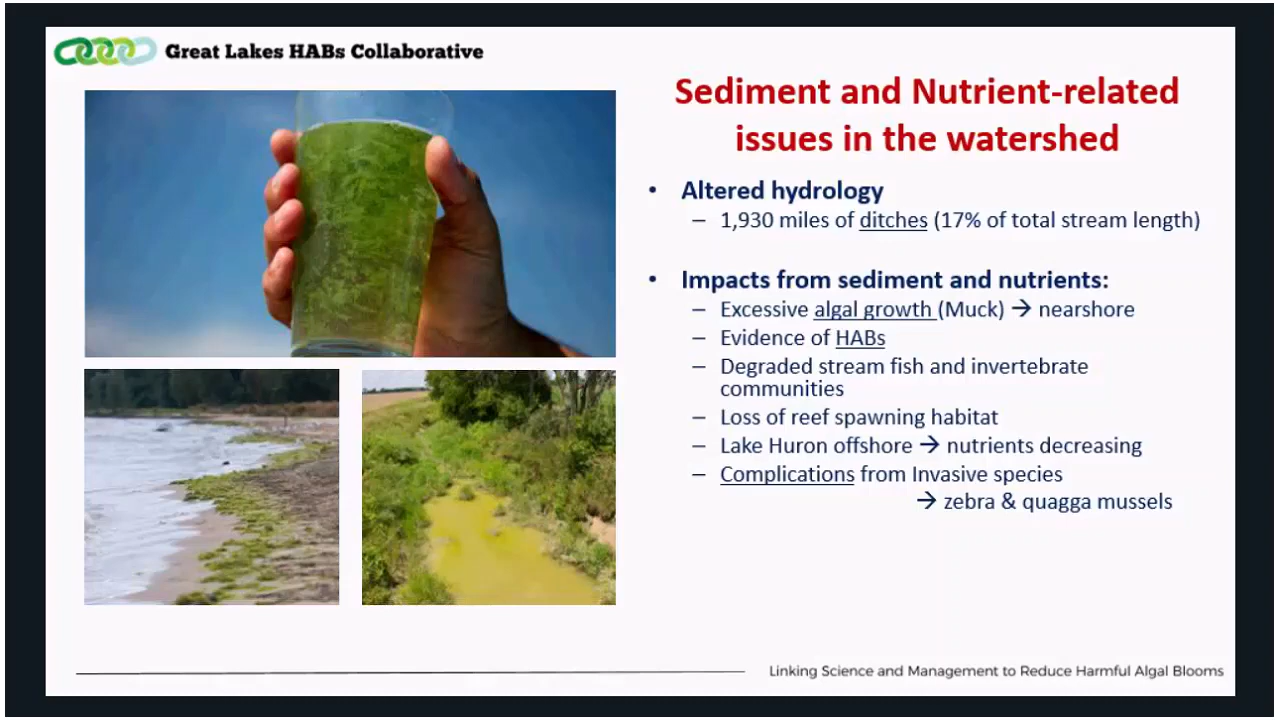 Great Lakes HABs Collaborative
Sediment and Nutrient-related
issues in the watershed
• Altered hydrology
– 1,930 miles of ditches (17% of total stream length)
• Impacts from sediment and nutrients:
– Excessive algal growth (Muck) → nearshore
– Evidence of HABs
– Degraded stream fish and invertebrate
communities
– Loss of reef spawning habitat
– Lake Huron offshore → nutrients decreasing
– Complications from Invasive species
→ zebra & quagga mussels
Linking Science and Management to Reduce Harmful Algal Blooms